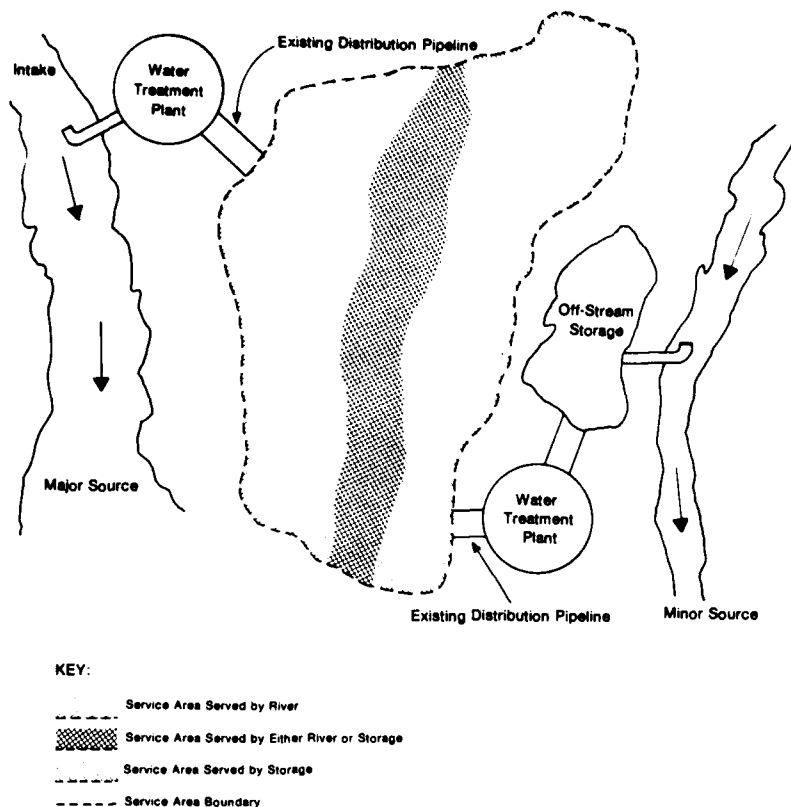 Existing Distribution Pipeline
Intake
Water
Treatment
Plant
Off-Stream
Storage
Major Source
Water
Treatment
Plant
Existing Distribution Pipeline
Minor Source
KEY:
Service Area Served by River
Service Area Served by Either River or Storage
Service Area Served by Storage
Service Area Boundary